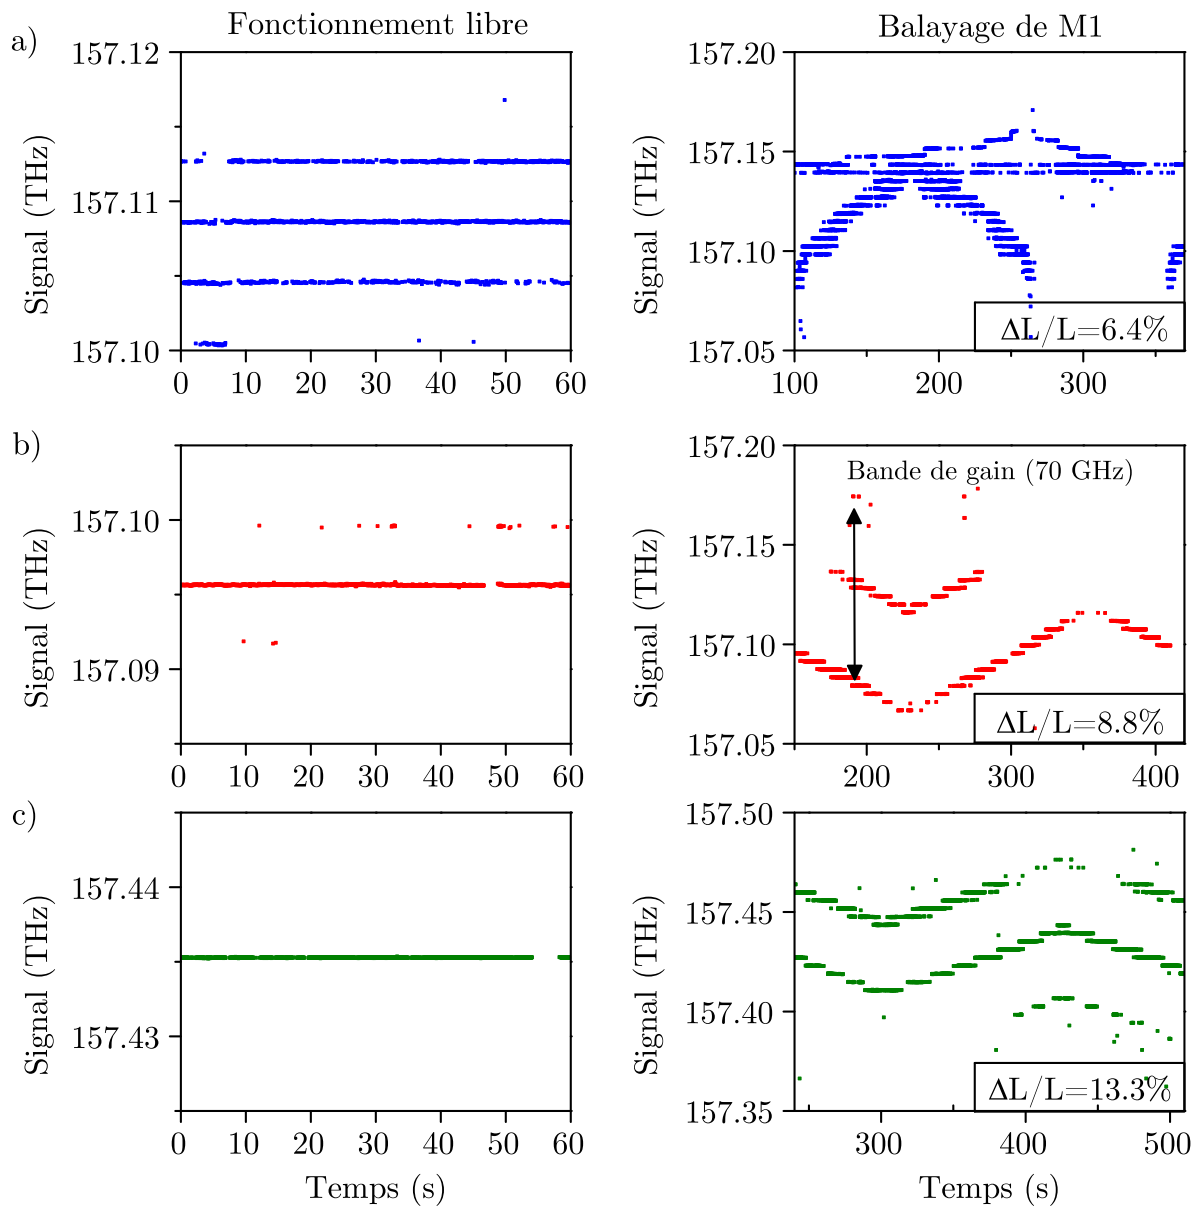 Fonctionnement libre
Balayage de M1
a)
157.12
157.11
157.10
Signal (THz)
0 10 20 30 40 50 60
157.20
157.15
157.10
157.05
Signal (THz)
ΔL/L=6.4%
100 200 300
b)
157.10
157.09
Signal (THz)
0 10 20 30 40 50 60
157.20
157.15
157.10
157.05
Signal (THz)
Bande de gain (70 GHz)
ΔL/L=8.8%
200 300 400
c)
157.44
157.43
Signal (THz)
0 10 20 30 40 50 60
Temps (s)
157.50
157.45
157.40
157.35
Signal (THz)
ΔL/L=13.3%
300 400 500
Temps (s)